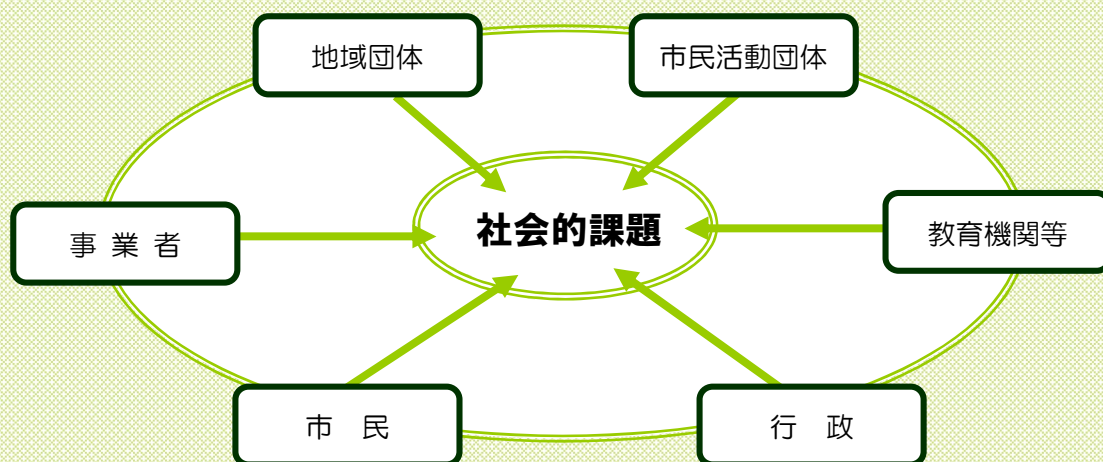 地域団体
市民活動団体
事 業 者
社会的課題
教育機関等
市　民
行　政